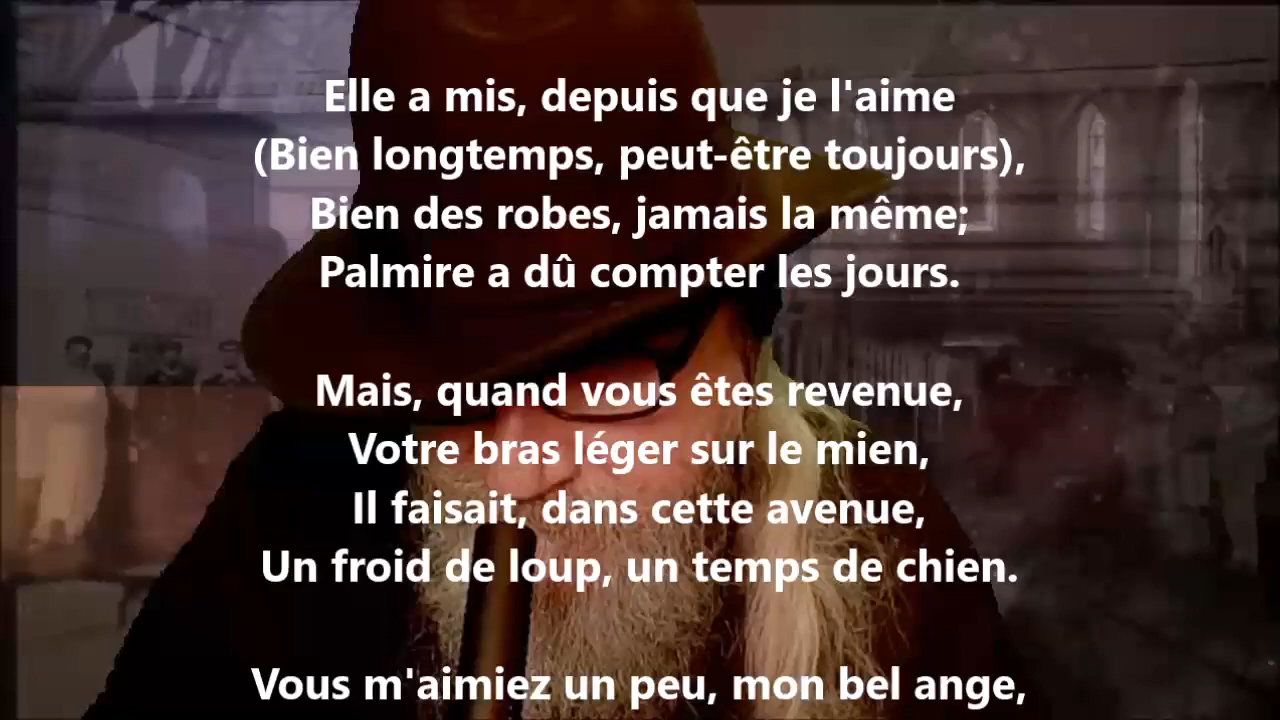 Elle a mis, depuis que je l'aime
(Bien longtemps, peut-être toujours),
Bien des robes, jamais la même;
Palmire a dû compter les jours.
Mais, quand vous êtes revenue,
Votre bras léger sur le mien,
Il faisait, dans cette avenue,
Un froid de loup, un temps de chien.
Vous m'aimiez un peu, mon bel ange,